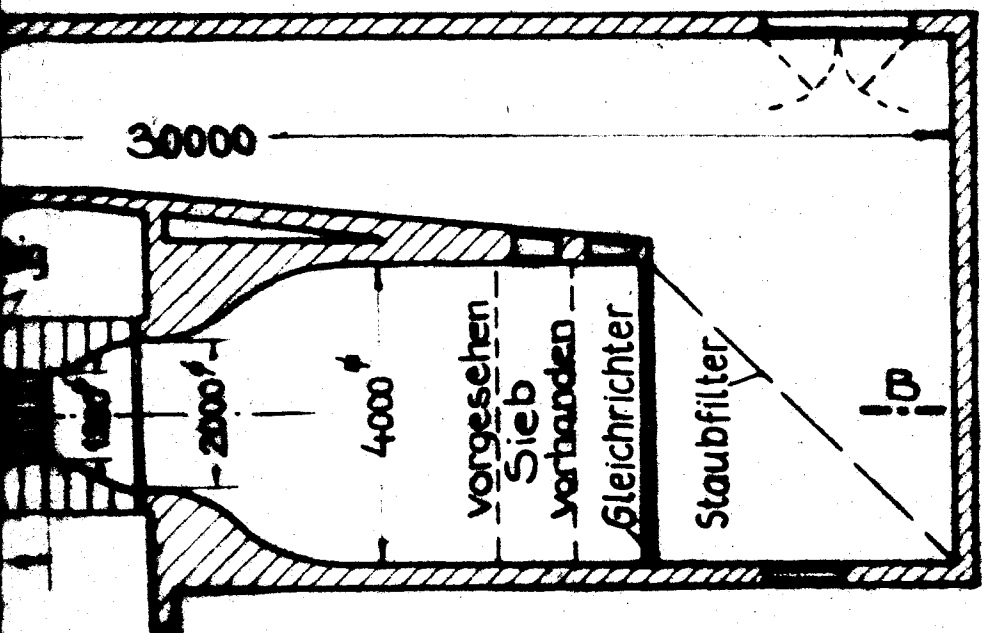 30000
2000
4000
vorgesehen
Sieb
vorhanden
Gleichrichter
Staubfilter
B